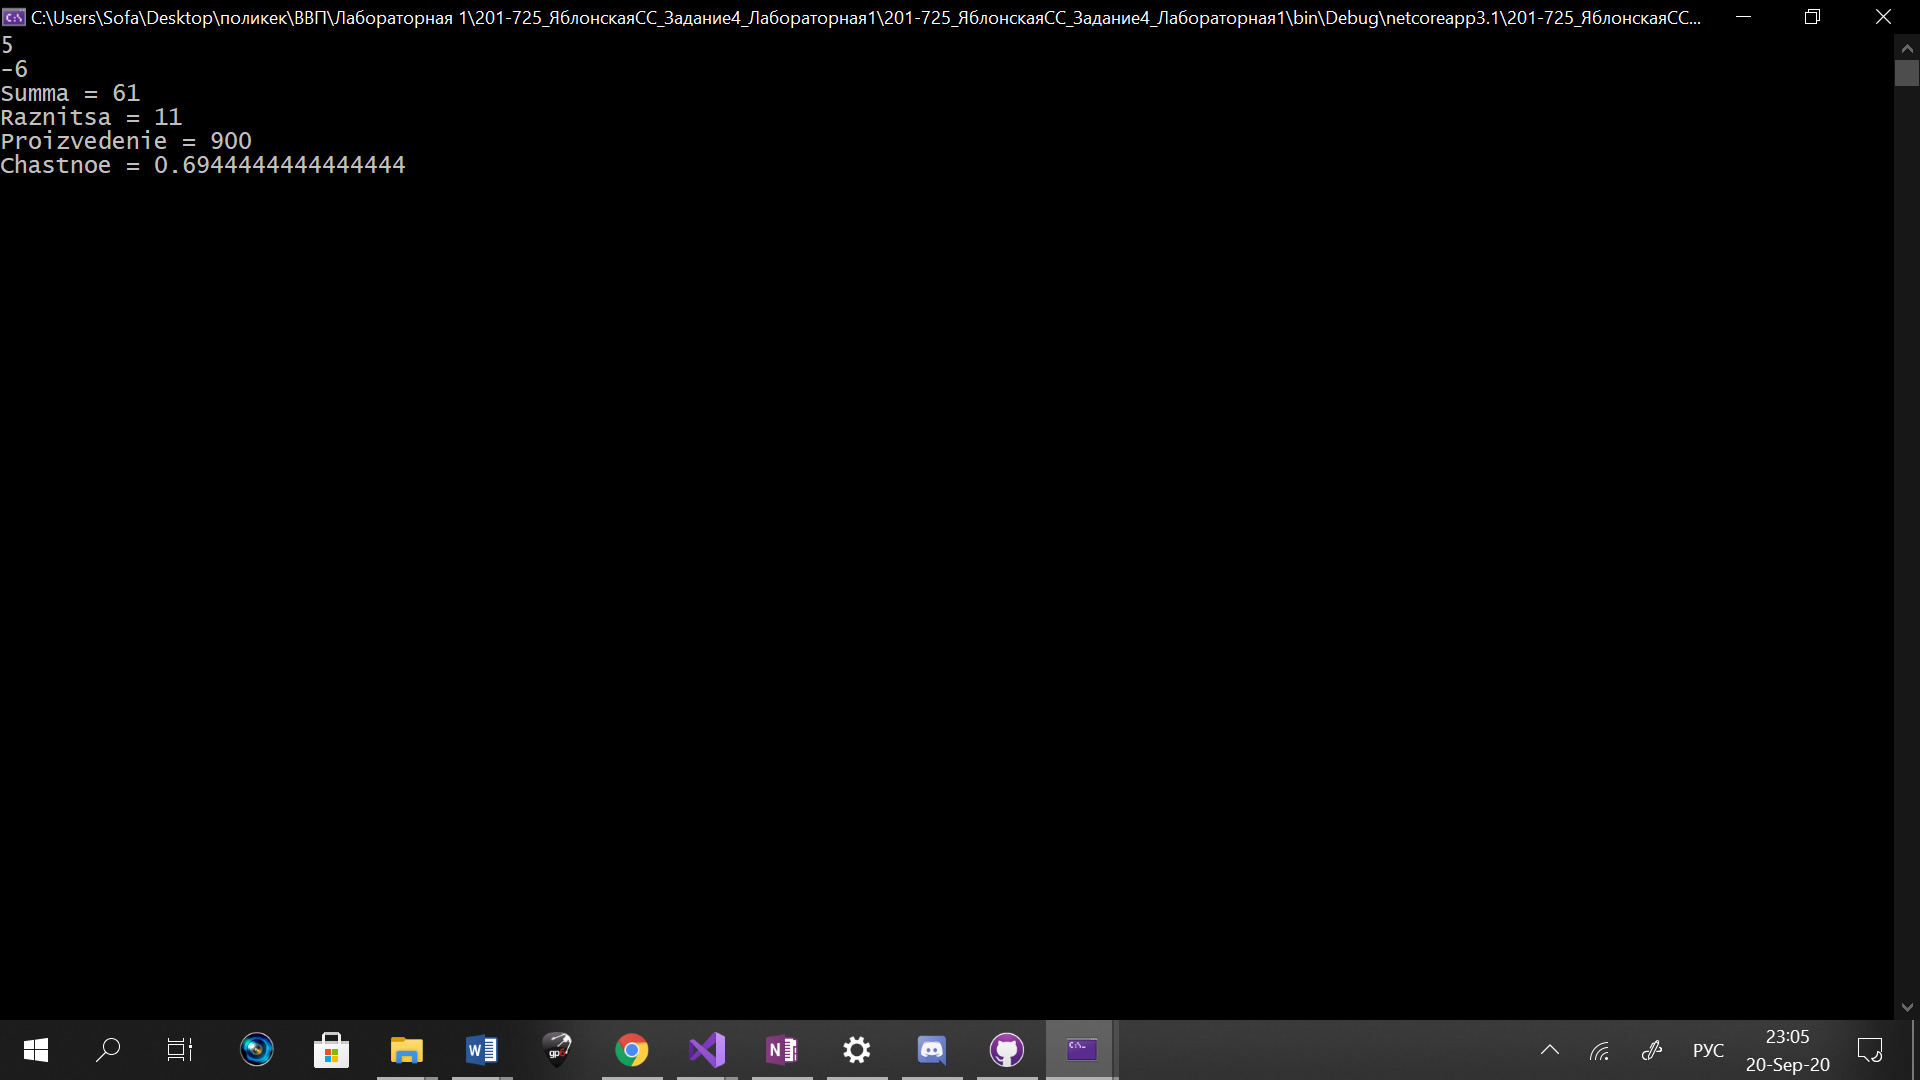 C:\Users\Sofa\Desktop\поликек\ВВП\Лабораторная 1\201-725_ЯблонскаяСС_Задание4_Лабораторная1\201-725_ЯблонскаяСС_Задание4_Лабораторная1\bin\Debug\netcoreapp3.1\201-725_ЯблонскаяСС...
5
-6
Summa = 61
Raznitsa = 11
Proizvedenie = 900
Chastnoe = 0.6944444444444444
РУС
23:05
20-Sep-20